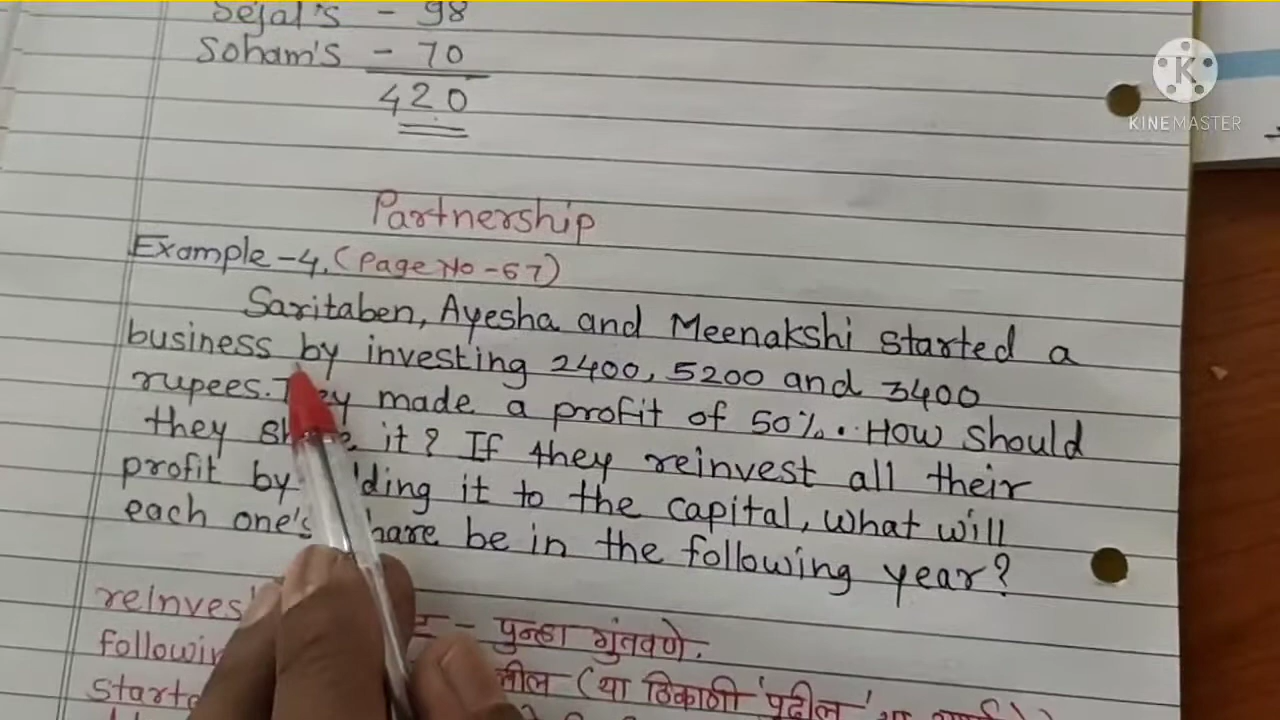 Sejal's - 98
Soham's - 70
420
KINEMASTER
Partnership
Example-4. (Page No-67)
Saritaben, Ayesha and Meenakshi started a
business by investing 2400, 5200 and 3400
rupees. They made a profit of 50%. How should
they it? If they reinvest all their
profit by it to the capital, what will
each one's be in the following year?
- पुन्हा गुंतवणे.
(या ठिकाणी 'पुढील'